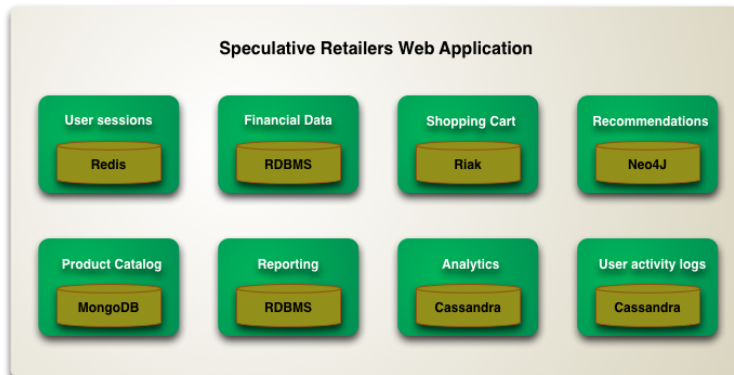 Speculative Retailers Web Application
User sessions
Redis
Financial Data
RDBMS
Shopping Cart
Riak
Recommendations
Neo4J
Product Catalog
MongoDB
Reporting
RDBMS
Analytics
Cassandra
User activity logs
Cassandra